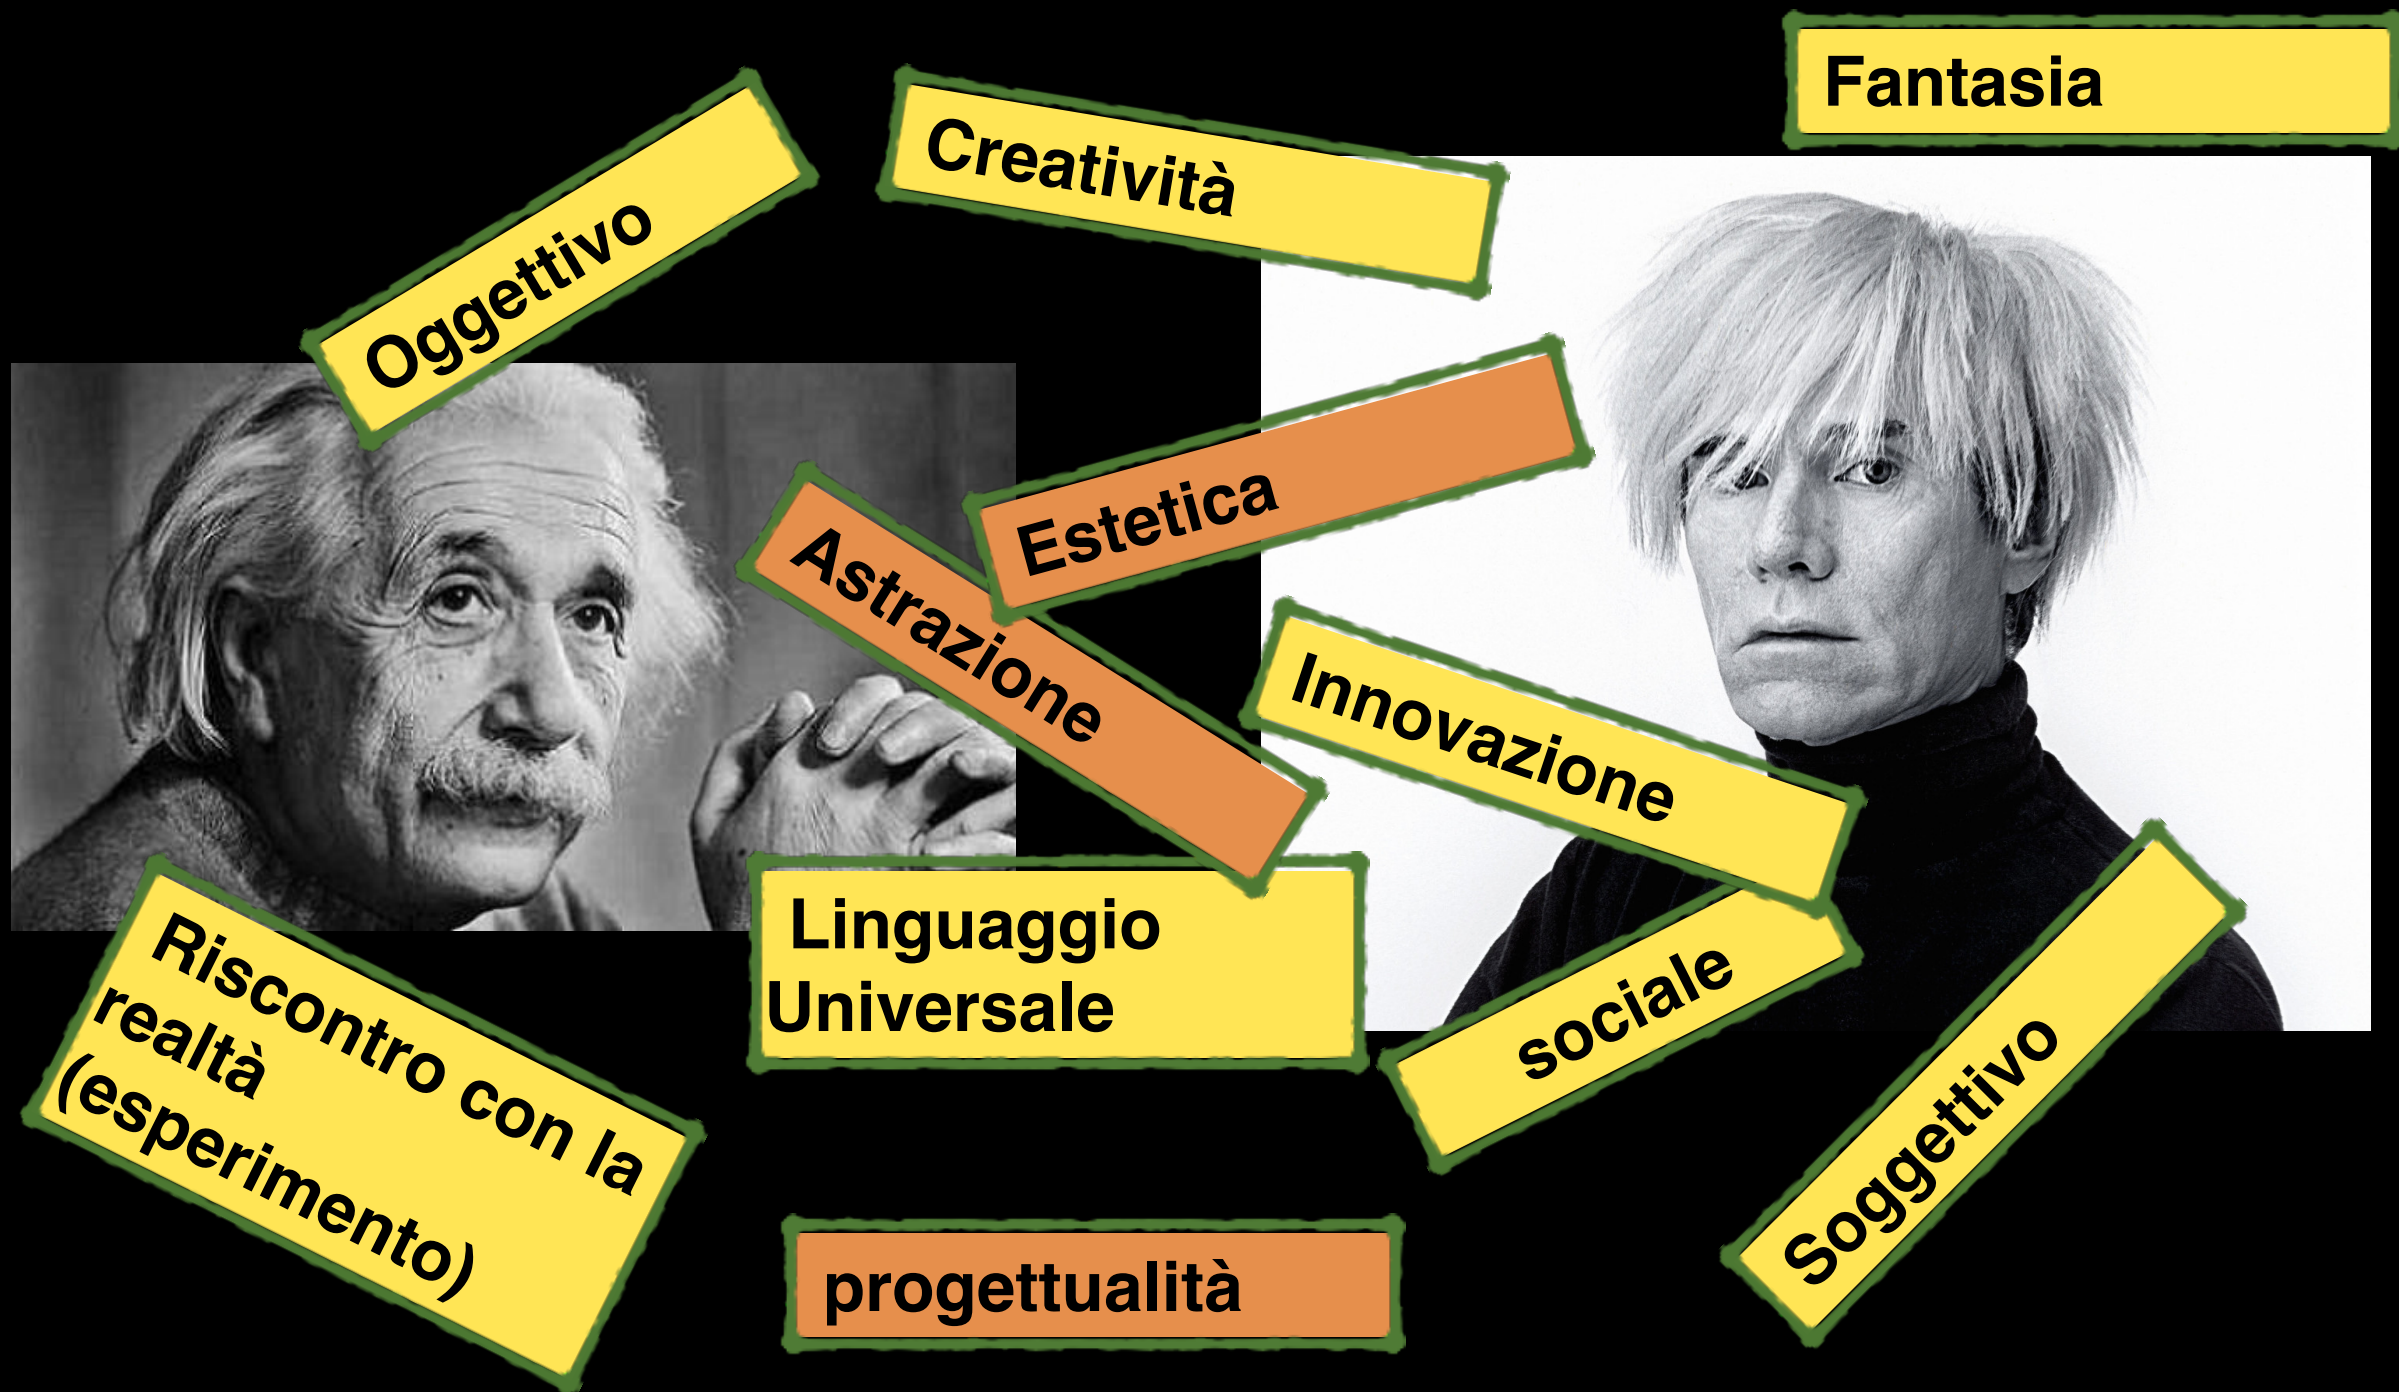 Fantasia
Creatività
Oggettivo
Estetica
Astrazione
Innovazione
Linguaggio
Universale
sociale
Soggettivo
Riscontro con la
realtà
(esperimento)
progettualità